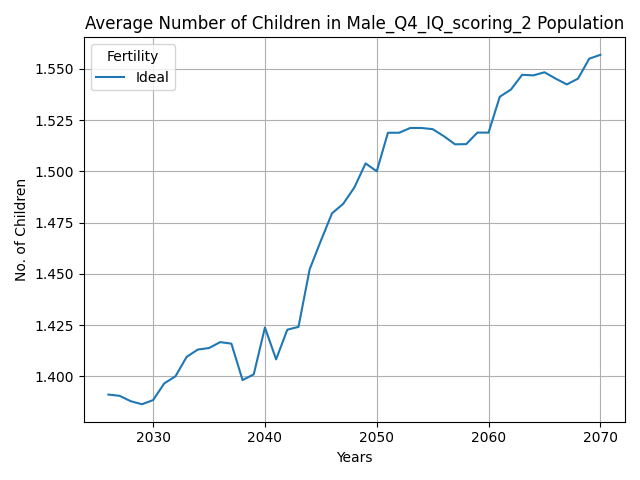 Average Number of Children in Male_Q4_IQ_scoring_2 Population
Fertility
Ideal
No. of Children
1.550
1.525
1.500
1.475
1.450
1.425
1.400
2030 2040 2050 2060 2070
Years